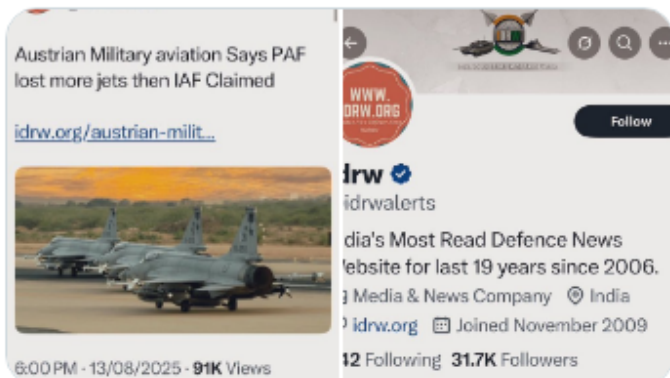 Austrian Military aviation Says PAF
lost more jets then IAF Claimed
idrw.org/austrian-milit...
6:00 PM · 13/08/2025 · 91K Views
WWW.
IDRW.ORG
Follow
drw
idrwalerts
dia's Most Read Defence News
ebsite for last 19 years since 2006.
Media & News Company India
idrw.org Joined November 2009
42 Following 31.7K Followers